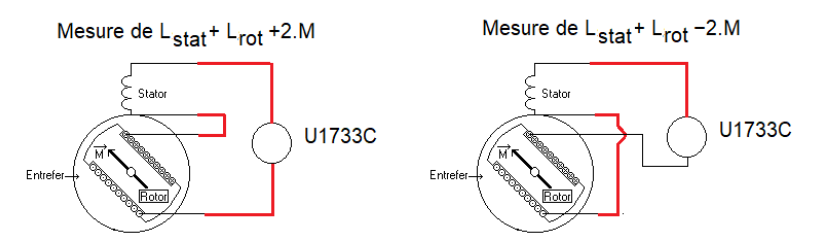 Mesure de Lstat+ Lrot +2.M
Stator
U1733C
M
Entrefer
Rotor
Mesure de Lstat+ Lrot −2.M
Stator
U1733C
M
Entrefer
Rotor